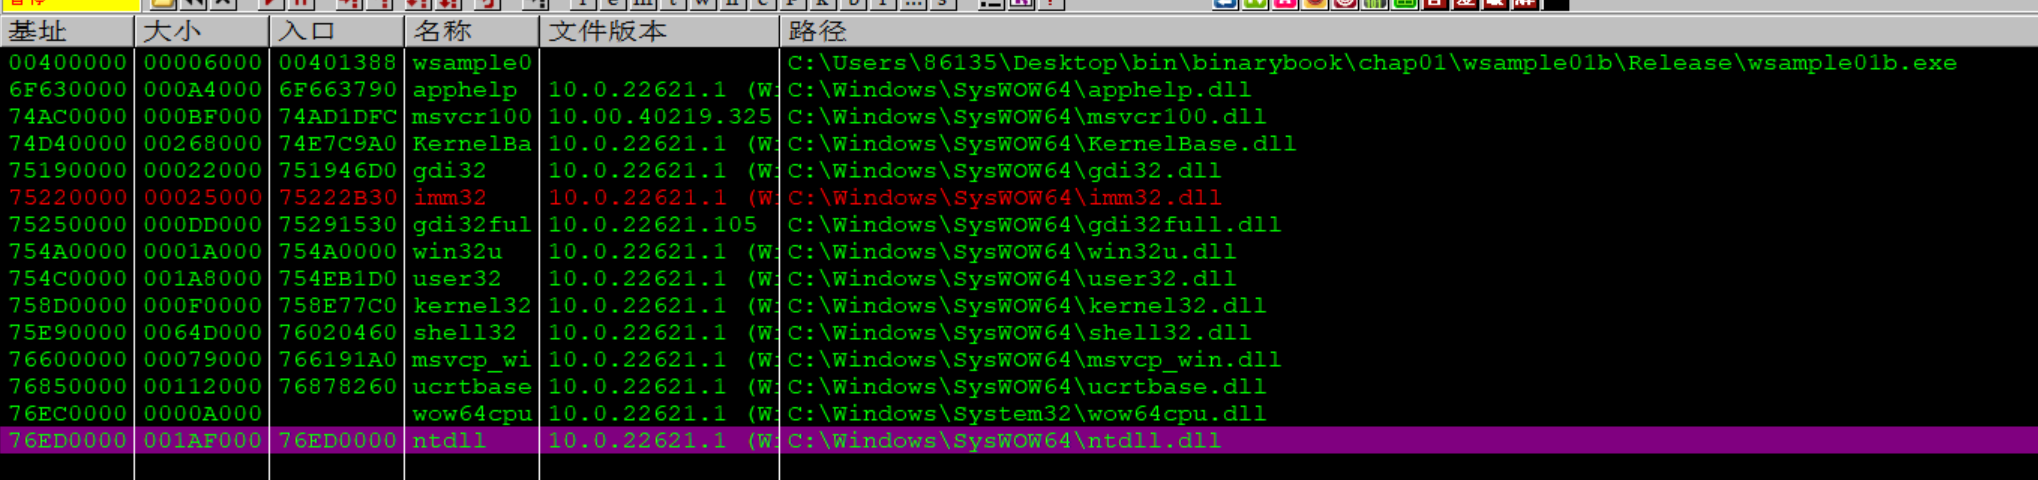 基址 大小 入口 名称 文件版本 路径
00400000 00006000 00401388 wsample0 C:\Users\86135\Desktop\bin\binarybook\chap01\wsample01b\Release\wsample01b.exe
6F630000 000A4000 6F663790 apphelp 10.0.22621.1 (W: C:\Windows\SysWOW64\apphelp.dll
74AC0000 000BF000 74AD1DFC msvcr100 10.00.40219.325 C:\Windows\SysWOW64\msvcr100.dll
74D40000 00268000 74E7C9A0 KernelBa 10.0.22621.1 (W: C:\Windows\SysWOW64\KernelBase.dll
75190000 00022000 751946D0 gdi32 10.0.22621.1 (W: C:\Windows\SysWOW64\gdi32.dll
75220000 00025000 75222B30 imm32 10.0.22621.1 (W: C:\Windows\SysWOW64\imm32.dll
75250000 000DD000 75291530 gdi32ful 10.0.22621.105 C:\Windows\SysWOW64\gdi32full.dll
754A0000 0001A000 754A0000 win32u 10.0.22621.1 (W: C:\Windows\SysWOW64\win32u.dll
754C0000 001A8000 754EB1D0 user32 10.0.22621.1 (W: C:\Windows\SysWOW64\user32.dll
758D0000 000F0000 758E77C0 kernel32 10.0.22621.1 (W: C:\Windows\SysWOW64\kernel32.dll
75E90000 0064D000 76020460 shell32 10.0.22621.1 (W: C:\Windows\SysWOW64\shell32.dll
76600000 00079000 766191A0 msvcp_wi 10.0.22621.1 (W: C:\Windows\SysWOW64\msvcp_win.dll
76850000 00112000 76878260 ucrtbase 10.0.22621.1 (W: C:\Windows\SysWOW64\ucrtbase.dll
76EC0000 0000A000 wow64cpu 10.0.22621.1 (W: C:\Windows\System32\wow64cpu.dll
76ED0000 001AF000 76ED0000 ntdll 10.0.22621.1 (W: C:\Windows\SysWOW64\ntdll.dll